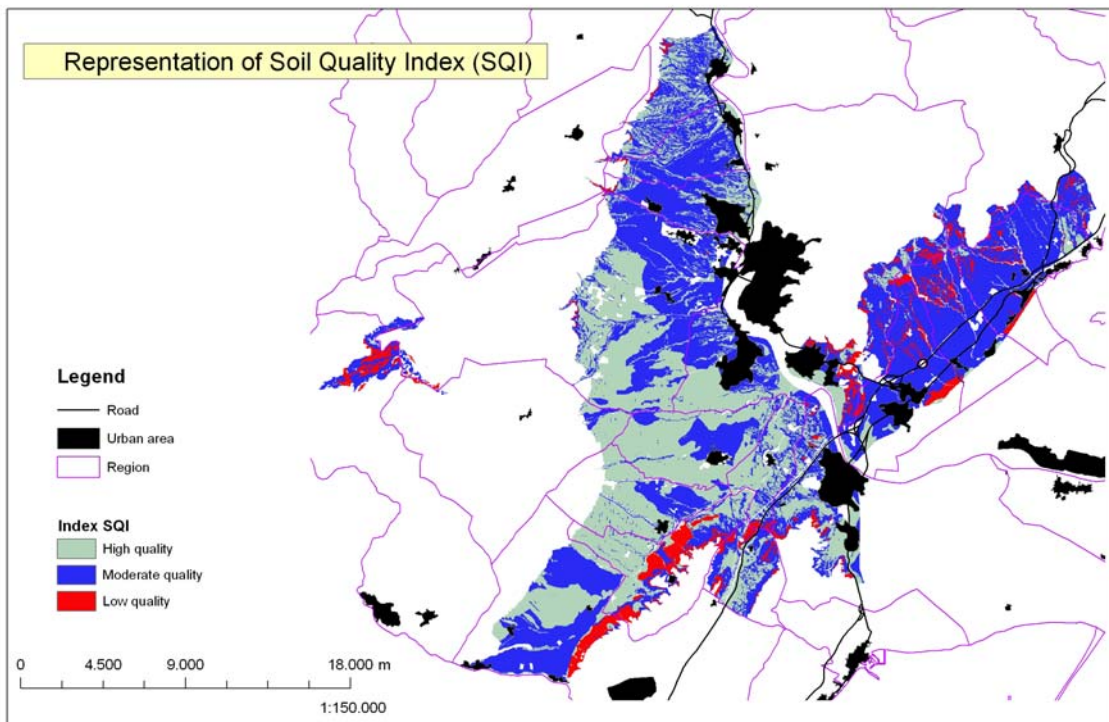 Representation of Soil Quality Index (SQI)
Legend
Road
Urban area
Region
Index SQI
High quality
Moderate quality
Low quality
0 4.500 9.000 18.000 m
1:150.000